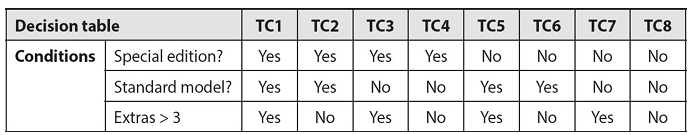 Decision table TC1 TC2 TC3 TC4 TC5 TC6 TC7 TC8
Conditions Special edition? Yes Yes Yes Yes No No No No
Standard model? Yes Yes No No Yes Yes No No
Extras > 3 Yes No Yes No Yes No Yes No